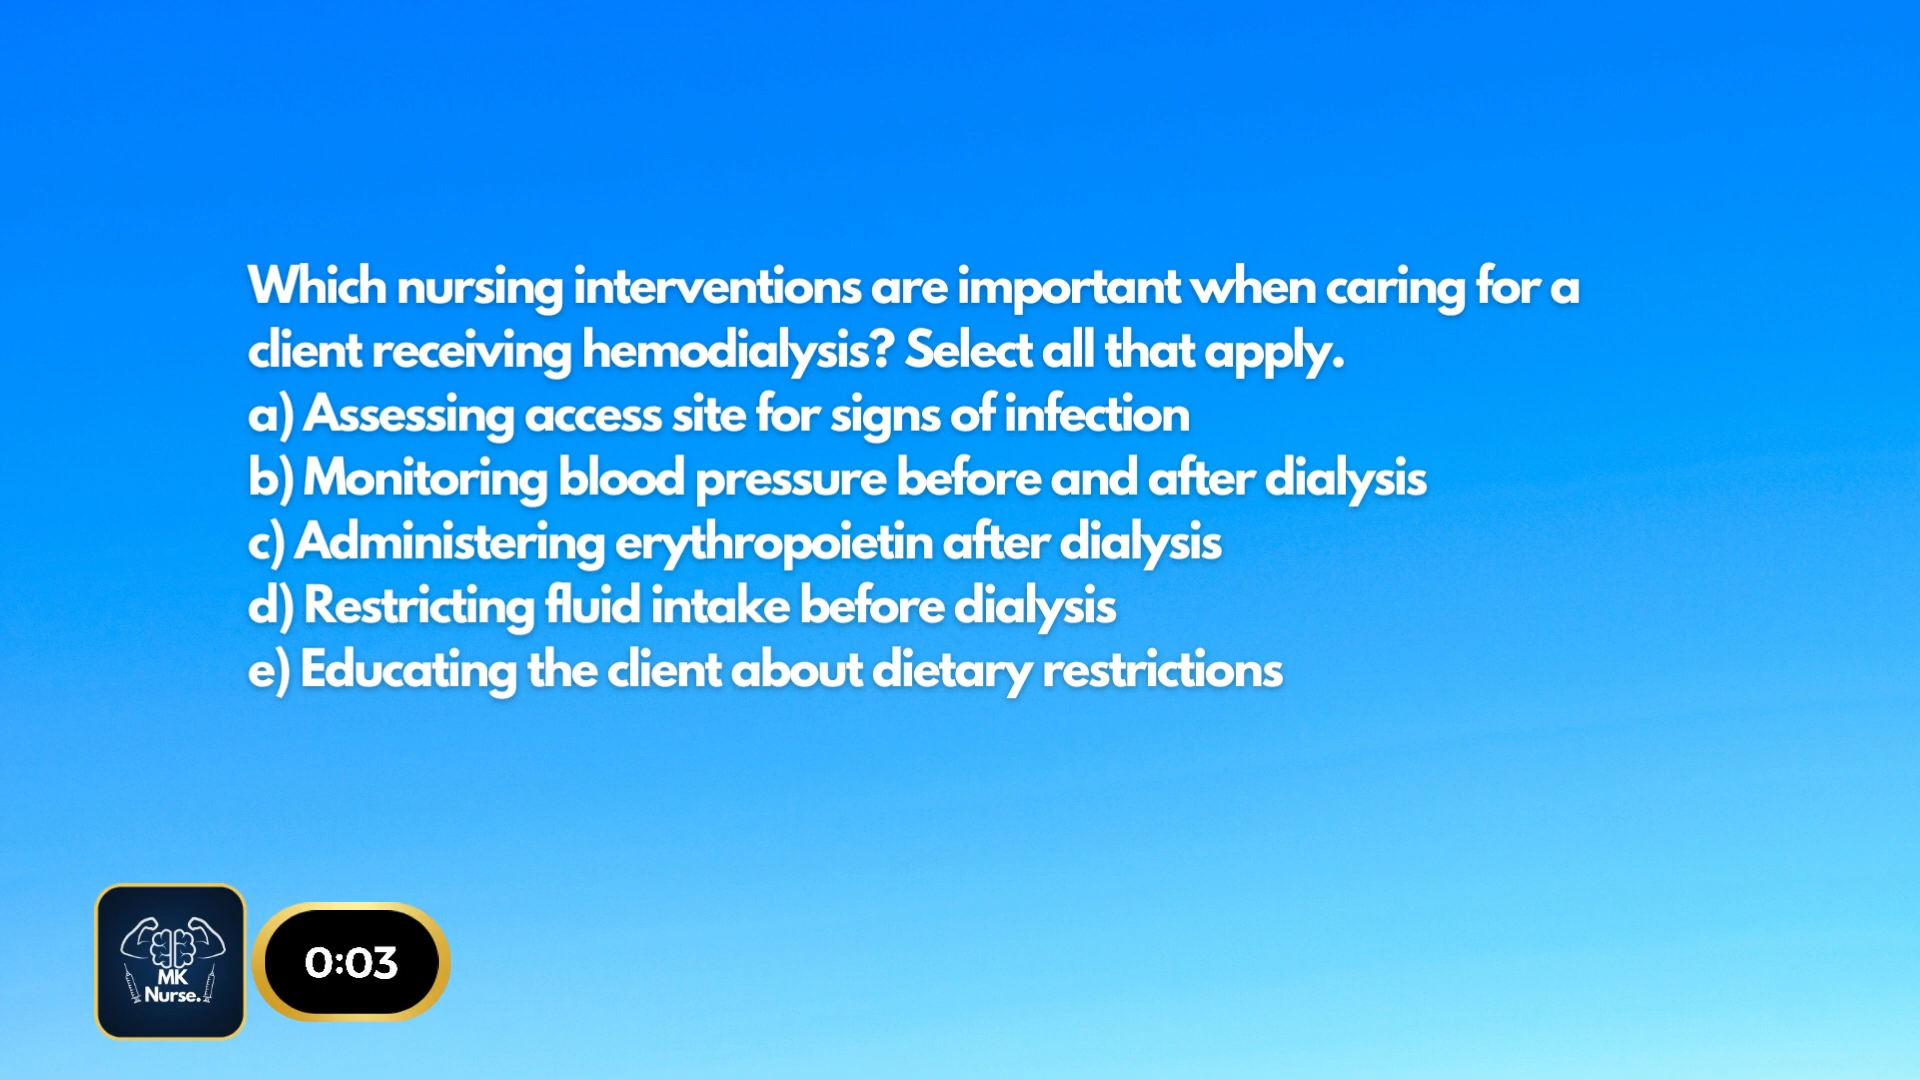 Which nursing interventions are important when caring for a
client receiving hemodialysis? Select all that apply.
a) Assessing access site for signs of infection
b) Monitoring blood pressure before and after dialysis
c) Administering erythropoietin after dialysis
d) Restricting fluid intake before dialysis
e) Educating the client about dietary restrictions
MK
Nurse.
0:03